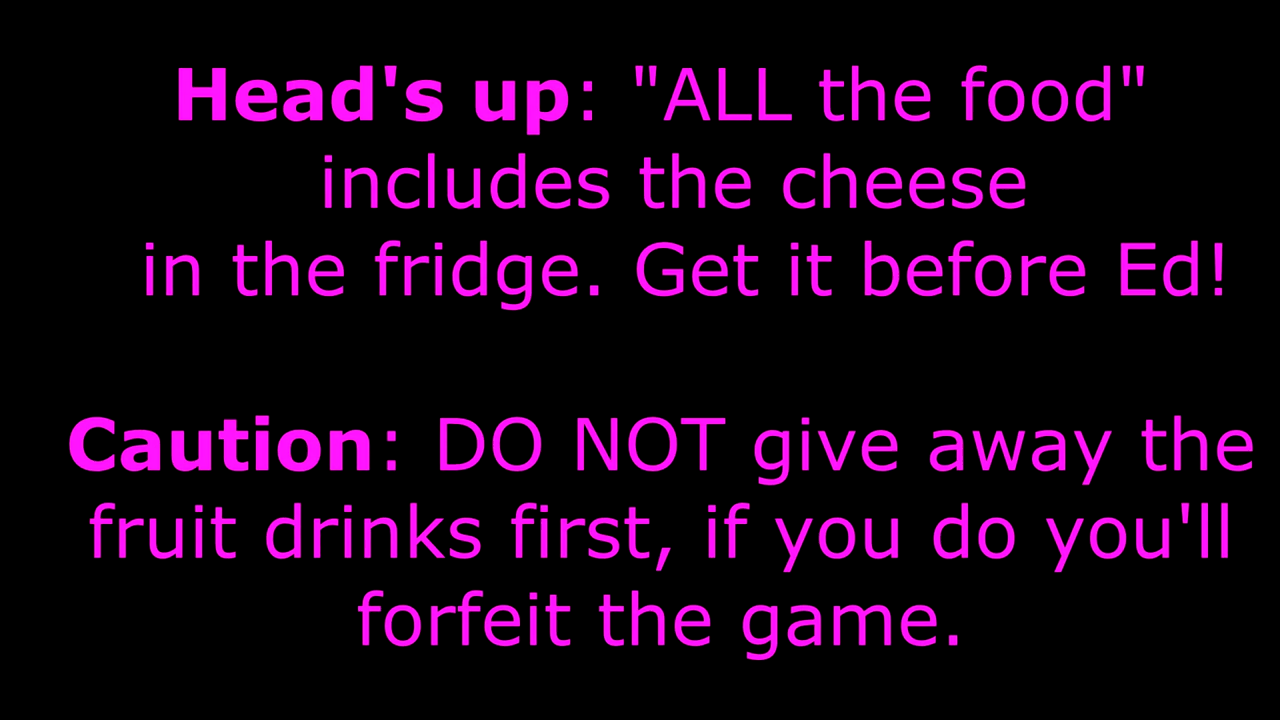 Head's up: "ALL the food"
includes the cheese
in the fridge. Get it before Ed!
Caution: DO NOT give away the
fruit drinks first, if you do you'll
forfeit the game.